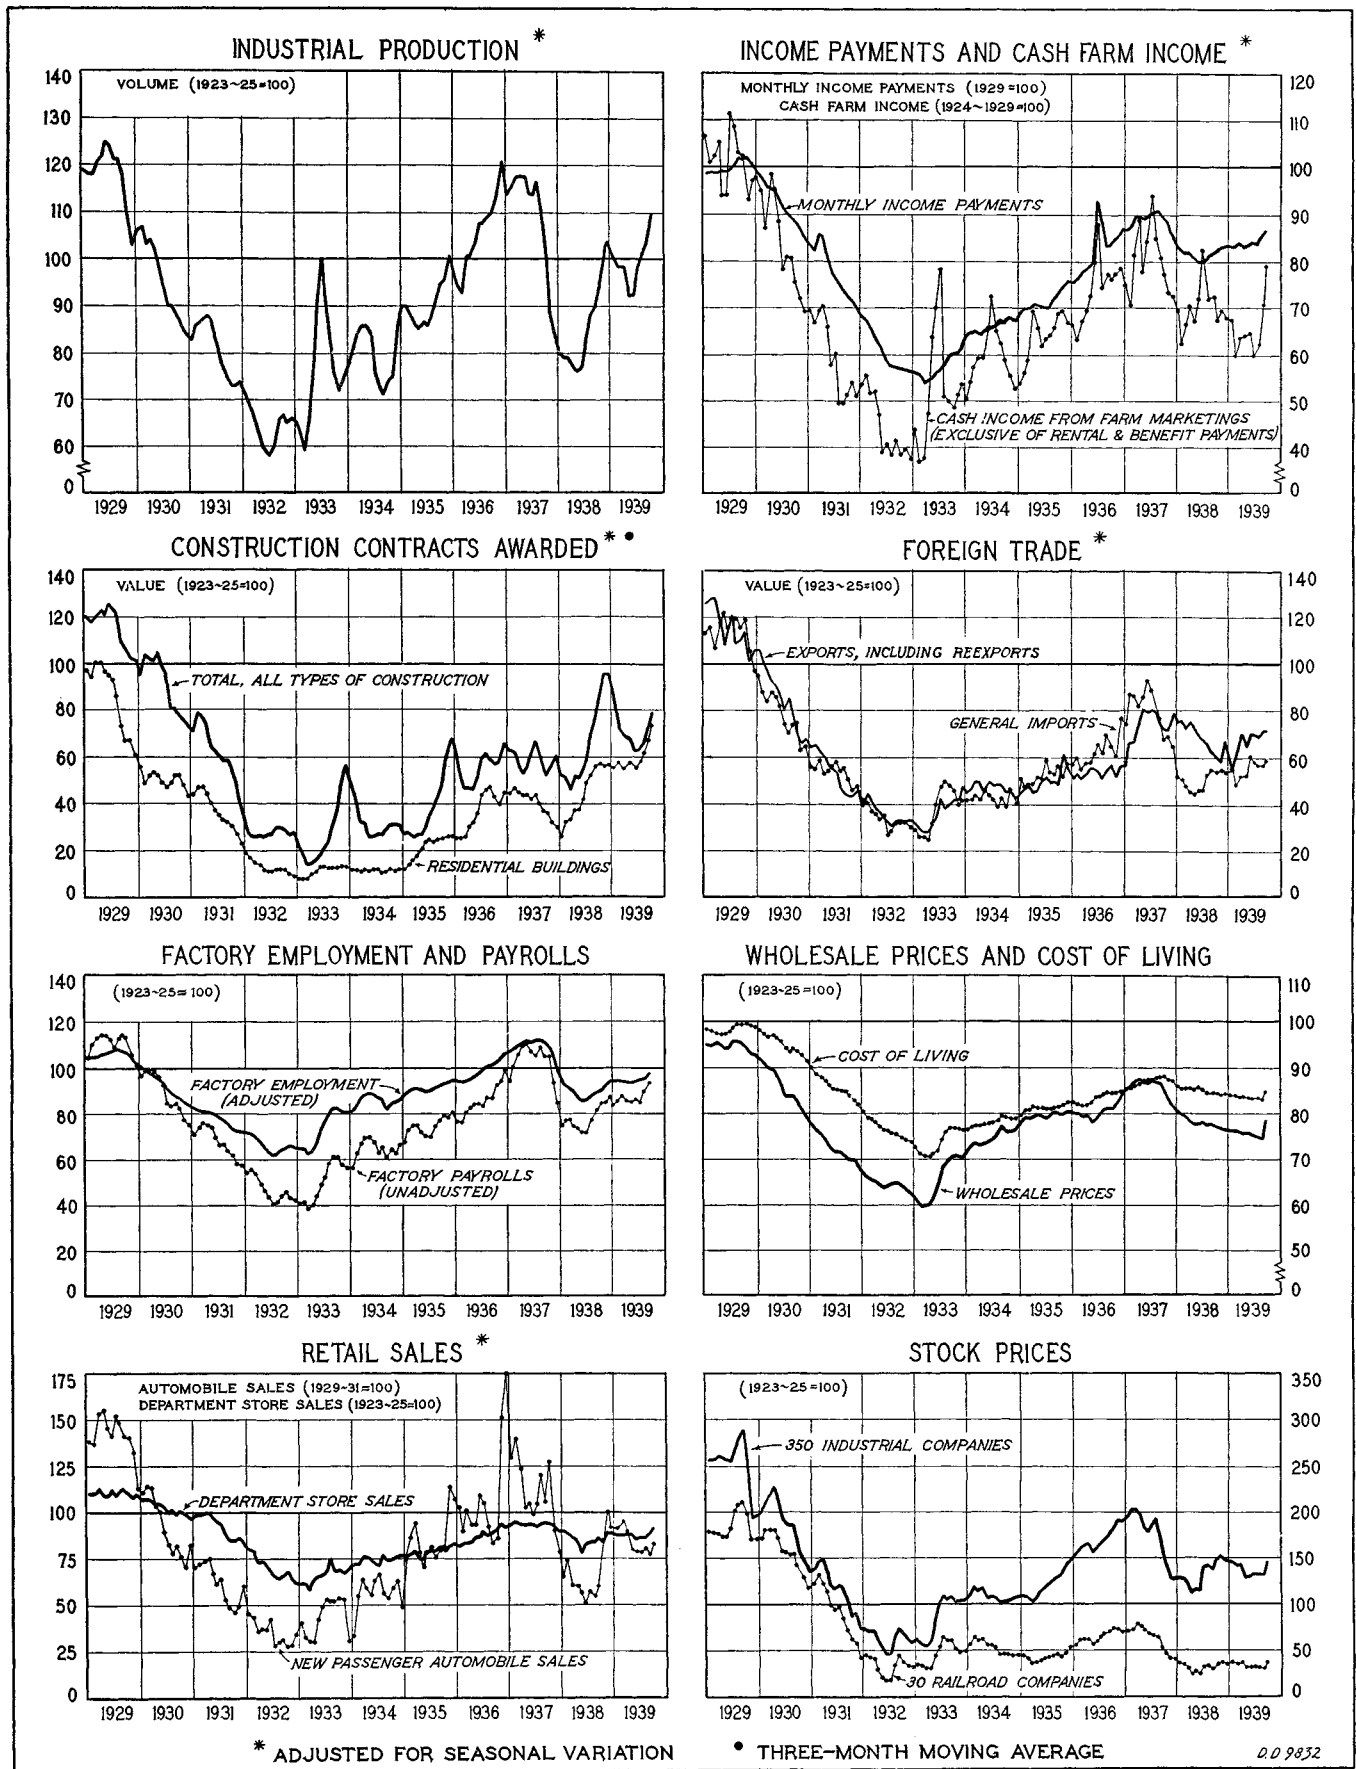 INDUSTRIAL PRODUCTION *
VOLUME (1923~25=100)
140
130
120
110
100
90
80
70
60
0
1929 1930 1931 1932 1933 1934 1935 1936 1937 1938 1939
INCOME PAYMENTS AND CASH FARM INCOME *
MONTHLY INCOME PAYMENTS (1929=100)
CASH FARM INCOME (1924~1929=100)
120
110
100
90
80
70
60
50
40
0
MONTHLY INCOME PAYMENTS
CASH INCOME FROM FARM MARKETINGS
(EXCLUSIVE OF RENTAL & BENEFIT PAYMENTS)
1929 1930 1931 1932 1933 1934 1935 1936 1937 1938 1939
CONSTRUCTION CONTRACTS AWARDED * •
VALUE (1923~25=100)
140
120
100
80
60
40
20
0
TOTAL, ALL TYPES OF CONSTRUCTION
RESIDENTIAL BUILDINGS
1929 1930 1931 1932 1933 1934 1935 1936 1937 1938 1939
FOREIGN TRADE *
VALUE (1923~25=100)
140
120
100
80
60
40
20
0
EXPORTS, INCLUDING REEXPORTS
GENERAL IMPORTS
1929 1930 1931 1932 1933 1934 1935 1936 1937 1938 1939
FACTORY EMPLOYMENT AND PAYROLLS
(1923~25=100)
140
120
100
80
60
40
20
0
FACTORY EMPLOYMENT
(ADJUSTED)
FACTORY PAYROLLS
(UNADJUSTED)
1929 1930 1931 1932 1933 1934 1935 1936 1937 1938 1939
WHOLESALE PRICES AND COST OF LIVING
(1923~25=100)
110
100
90
80
70
60
50
0
COST OF LIVING
WHOLESALE PRICES
1929 1930 1931 1932 1933 1934 1935 1936 1937 1938 1939
RETAIL SALES *
AUTOMOBILE SALES (1929~31=100)
DEPARTMENT STORE SALES (1923~25=100)
175
150
125
100
75
50
25
0
DEPARTMENT STORE SALES
NEW PASSENGER AUTOMOBILE SALES
1929 1930 1931 1932 1933 1934 1935 1936 1937 1938 1939
STOCK PRICES
(1923~25=100)
350
300
250
200
150
100
50
0
350 INDUSTRIAL COMPANIES
30 RAILROAD COMPANIES
1929 1930 1931 1932 1933 1934 1935 1936 1937 1938 1939
* ADJUSTED FOR SEASONAL VARIATION
• THREE-MONTH MOVING AVERAGE
D.D 9832